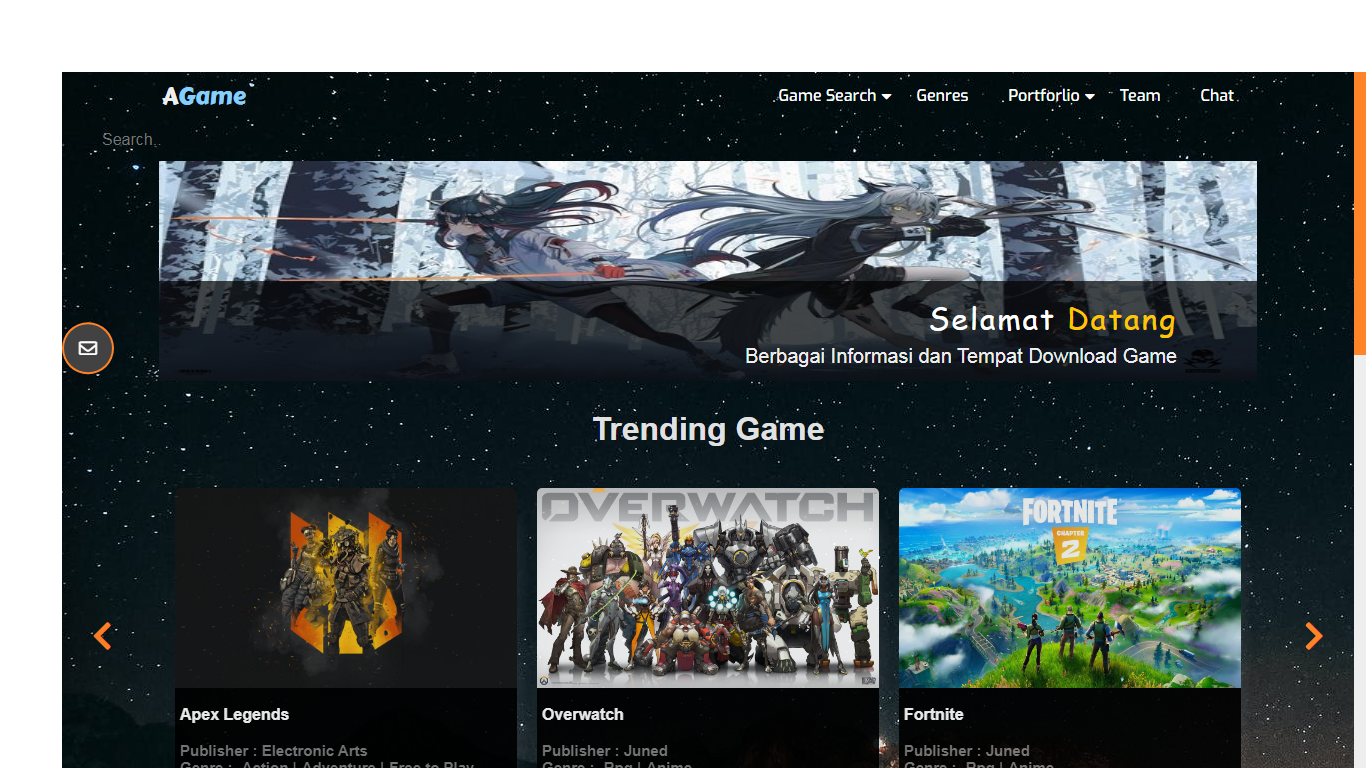 AGame
Game Search
Genres
Portforlio
Team
Chat
Search..
Selamat Datang
Berbagai Informasi dan Tempat Download Game
Trending Game
OVERWATCH
FORTNITE
CHAPTER
2
Apex Legends
Overwatch
Fortnite
Publisher : Electronic Arts
Publisher : Juned
Publisher : Juned
Genre : Action | Adventure | Free to Play
Genre : Rpg | Anime
Genre : Rpg | Anime